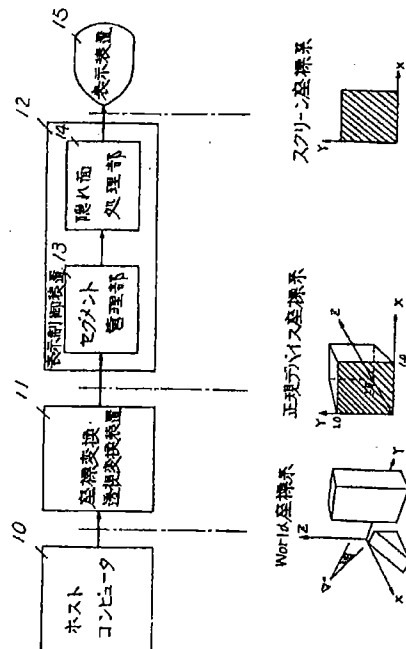 10
ホスト
コンピュータ
11
座標変換・
透視変換装置
12
表示制御装置
13
セグメント
管理部
14
隠れ面
処理部
15
表示装置
World座標系
Z
Y
X
正規デバイス座標系
Y
1.0
Z
X
1.0
スクリーン座標系
Y
X